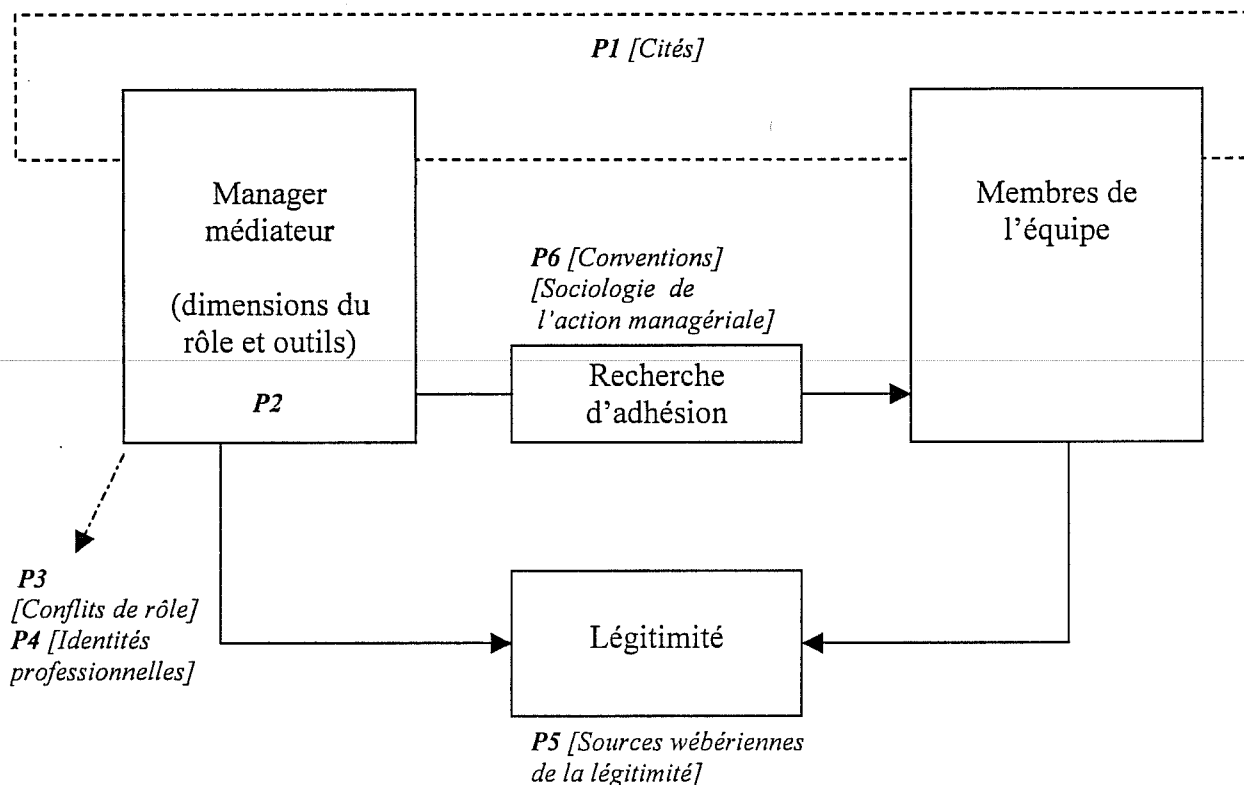 P1 [Cités]
Manager
médiateur
(dimensions du
rôle et outils)
P2
Membres de
l'équipe
P6 [Conventions]
[Sociologie de
l'action managériale]
Recherche
d'adhésion
P3
[Conflits de rôle]
P4 [Identités
professionnelles]
Légitimité
P5 [Sources wébériennes
de la légitimité]